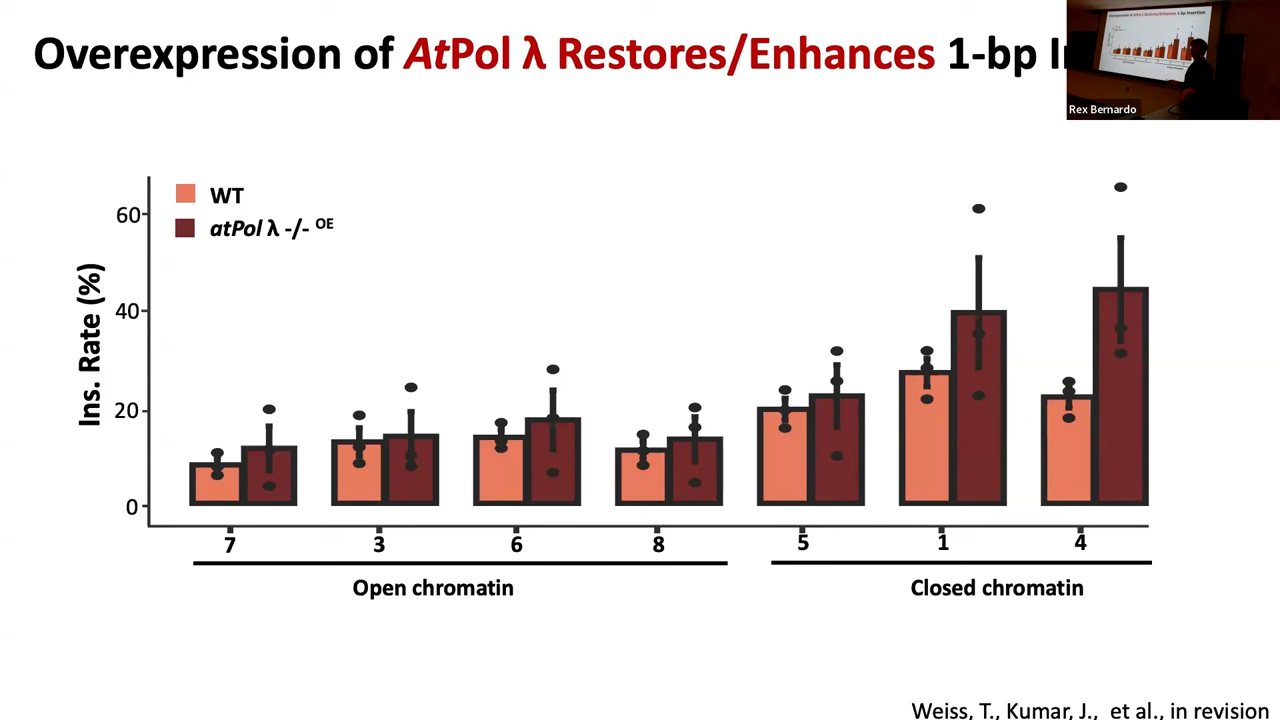 Overexpression of AtPol λ Restores/Enhances 1-bp
Rex Bernardo
WT
atPol λ -/- OE
Ins. Rate (%)
60
40
20
0
7 3 6 8 5 1 4
Open chromatin Closed chromatin
Weiss, T., Kumar, J., et al., in revision